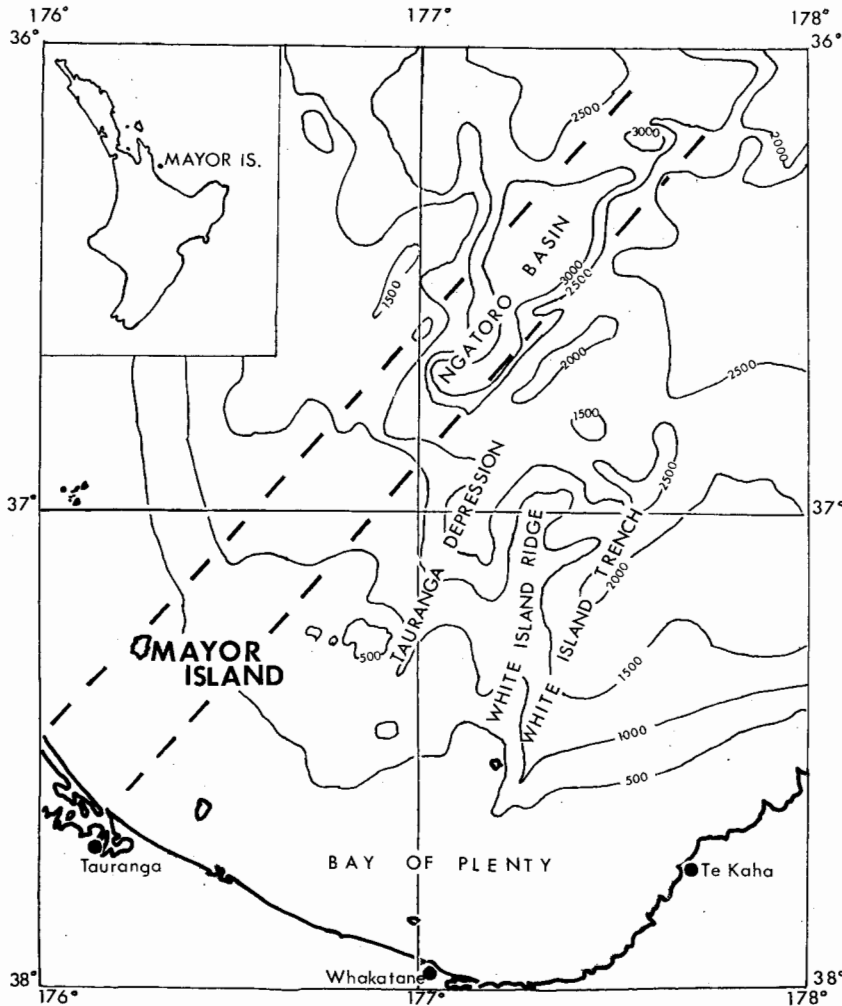 176°
177°
178°
36°
36°
MAYOR IS.
2500
3000
2000
1500
NGATORO BASIN
3000
2500
2000
2500
1500
2500
37°
37°
TAURANGA DEPRESSION
WHITE ISLAND RIDGE
WHITE ISLAND TRENCH
2000
MAYOR
ISLAND
500
1500
1000
500
BAY OF PLENTY
Tauranga
Te Kaha
Whakatane
38°
38°
176°
177°
178°